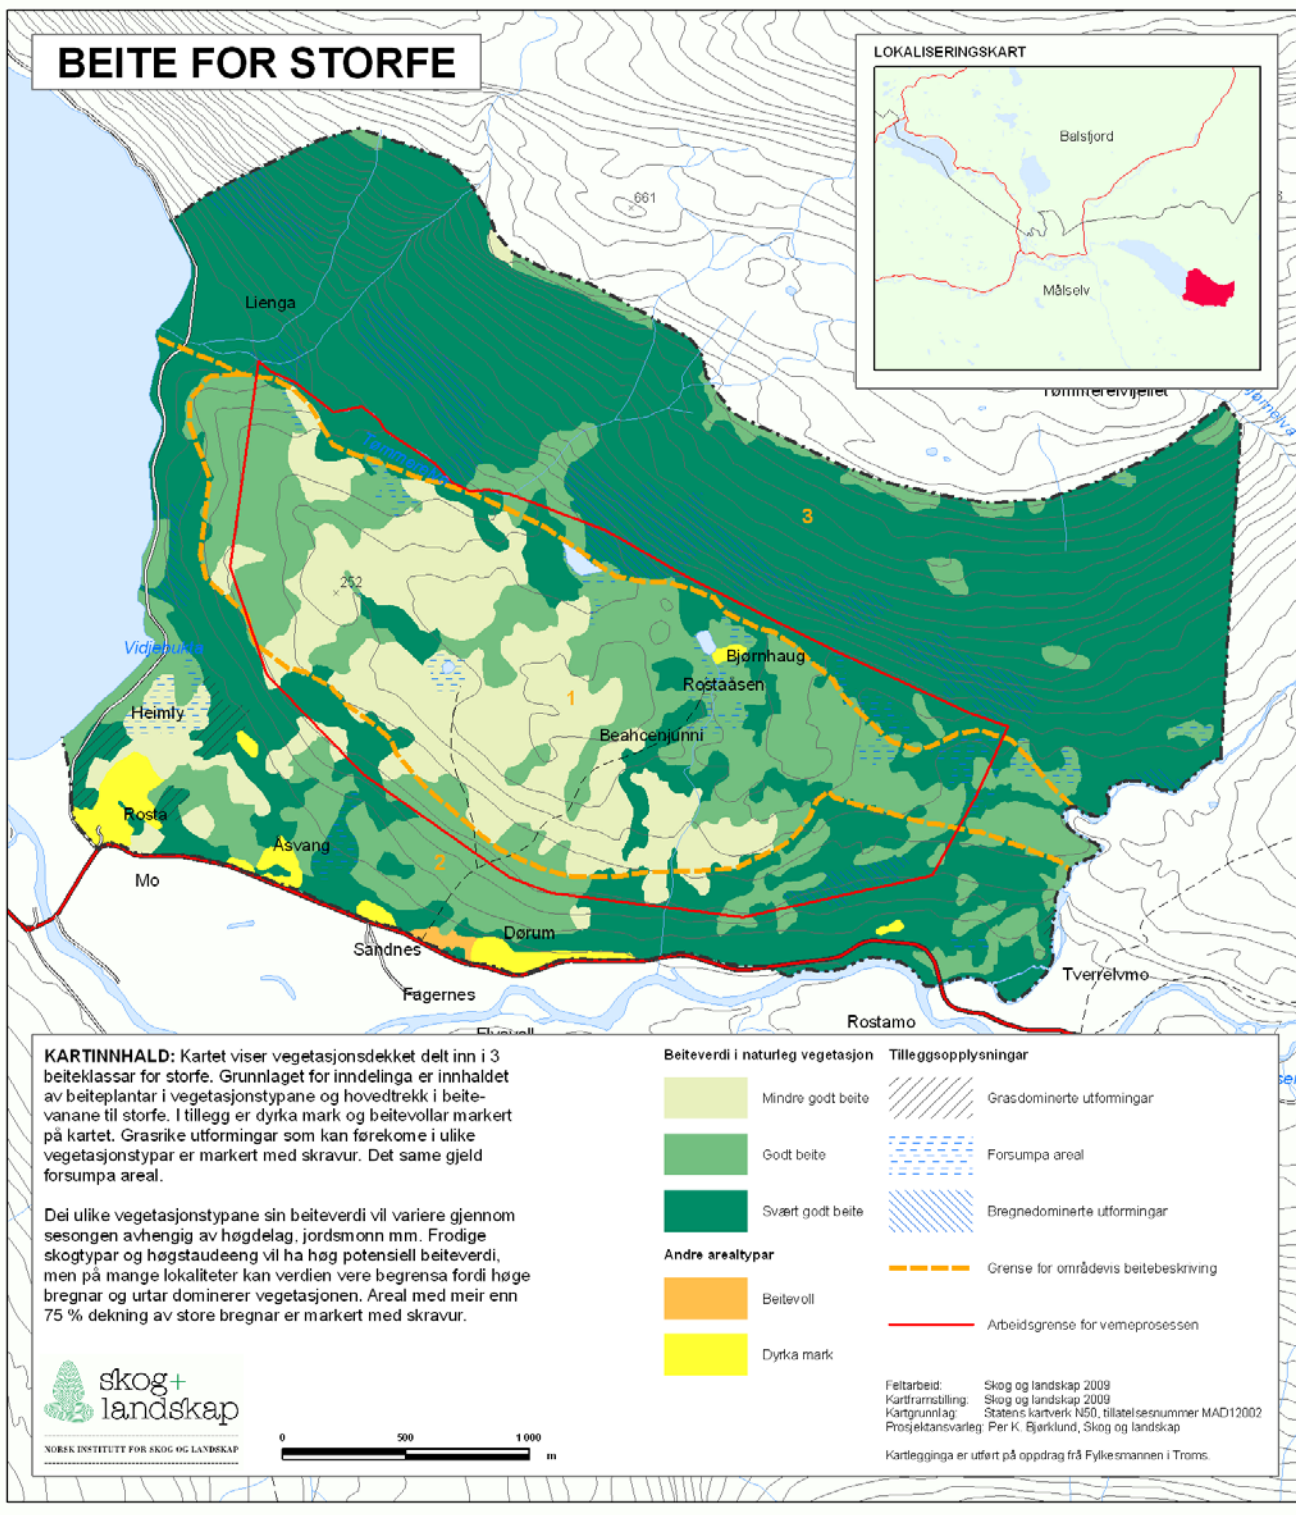 BEITE FOR STORFE
LOKALISERINGSKART
Balsfjord
Målselv
661
Lienga
3
252
Vidjebukta
Bjørnhaug
Rostaåsen
1
Heimly
Beahcenjunni
Rosta
Åsvang
2
Mo
Dørum
Sandnes
Fagernes
Tverrelvmo
Rostamo
KARTINNHALD: Kartet viser vegetasjonsdekket delt inn i 3
beiteklassar for storfe. Grunnlaget for inndelinga er innhaldet
av beiteplantar i vegetasjonstypane og hovedtrekk i beite-
vanane til storfe. I tillegg er dyrka mark og beitevollar markert
på kartet. Grasrike utformingar som kan førekome i ulike
vegetasjonstypar er markert med skravur. Det same gjeld
forsumpa areal.
Dei ulike vegetasjonstypane sin beiteverdi vil variere gjennom
sesongen avhengig av høgdelag, jordsmonn mm. Frodige
skogtypar og høgstaudeeng vil ha høg potensiell beiteverdi,
men på mange lokaliteter kan verdien vere begrensa fordi høge
bregnar og urtar dominerer vegetasjonen. Areal med meir enn
75 % dekning av store bregnar er markert med skravur.
Beiteverdi i naturleg vegetasjon
Mindre godt beite
Godt beite
Svært godt beite
Andre arealtypar
Beitevoll
Dyrka mark
Tilleggsopplysningar
Grasdominerte utformingar
Forsumpa areal
Bregnedominerte utformingar
Grense for områdevis beitebeskriving
Arbeidsgrense for verneprosessen
skog+
landskap
NORSK INSTITUTT FOR SKOG OG LANDSKAP
0 500 1 000
m
Feltarbeid: Skog og landskap 2009
Kartframstilling: Skog og landskap 2009
Kartgrunnlag: Statens kartverk N50, tillatelsesnummer MAD12002
Prosjektansvarleg: Per K. Bjørklund, Skog og landskap
Kartlegginga er utført på oppdrag frå Fylkesmannen i Troms.